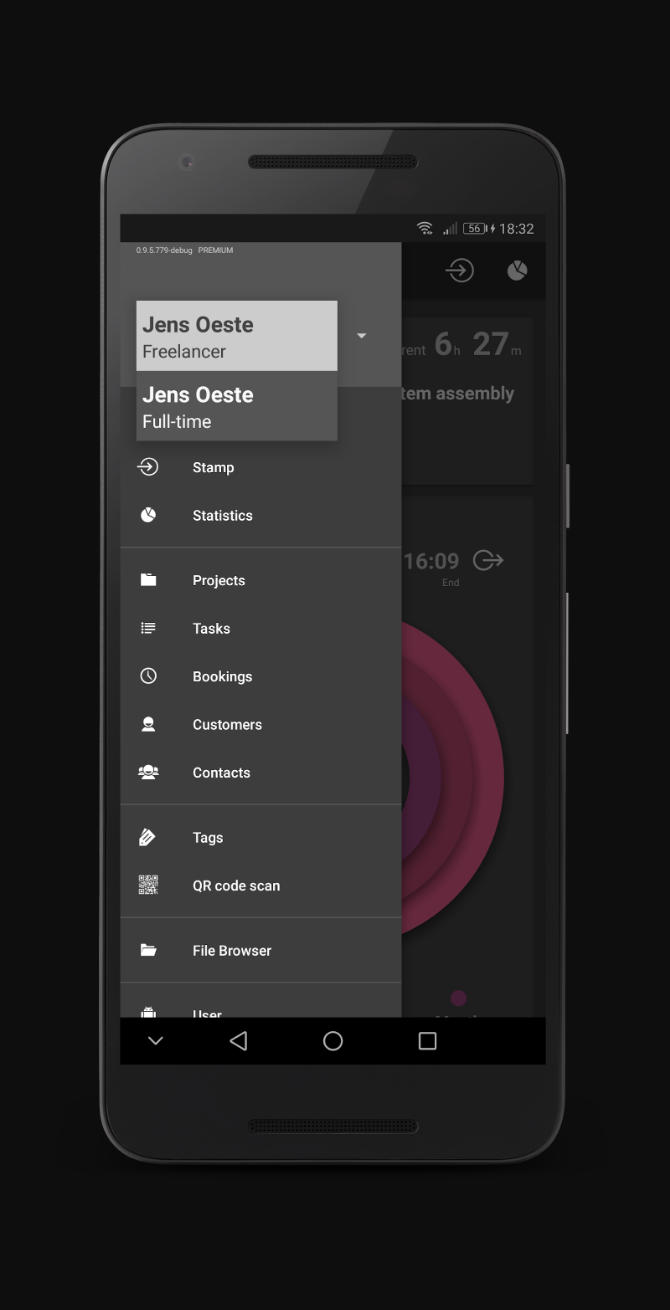 56 18:32
0.9.5.779-debug PREMIUM
Jens Oeste
Freelancer
Jens Oeste
Full-time
rent 6h 27m
tem assembly
Stamp
Statistics
16:09
End
Projects
Tasks
Bookings
Customers
Contacts
Tags
QR code scan
File Browser
User